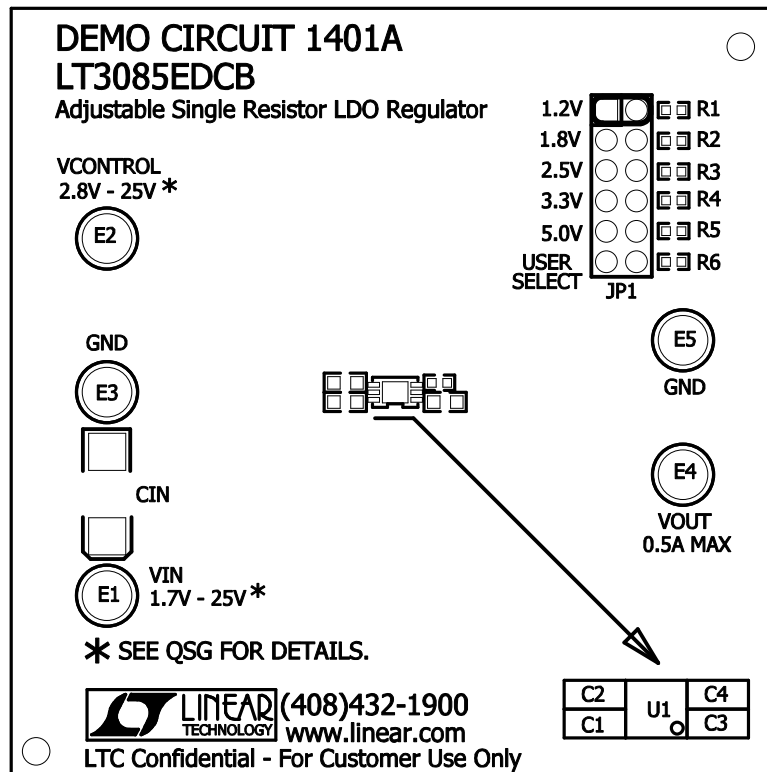 DEMO CIRCUIT 1401A
LT3085EDCB
Adjustable Single Resistor LDO Regulator
1.2V R1
1.8V R2
2.5V R3
3.3V R4
5.0V R5
USER
SELECT R6
JP1
VCONTROL
2.8V - 25V *
E2
GND
E3
E5
GND
CIN
E4
VOUT
0.5A MAX
E1
VIN
1.7V - 25V *
* SEE QSG FOR DETAILS.
C2 U1 C4
C1 C3
LINEAR
TECHNOLOGY
(408)432-1900
www.linear.com
LTC Confidential - For Customer Use Only